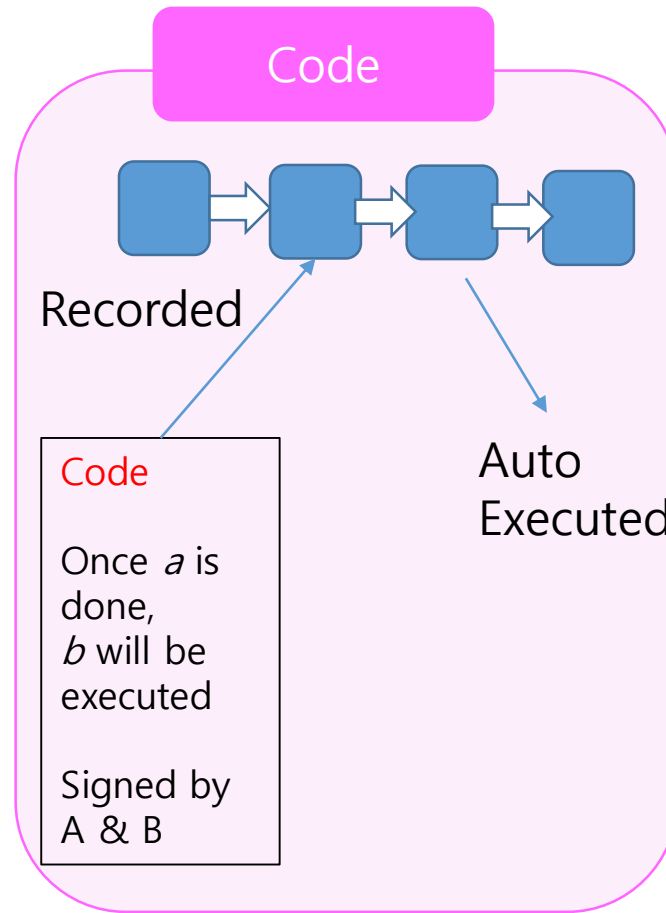 Code
Recorded
Code
Once a is
done,
b will be
executed
Signed by
A & B
Auto
Executed